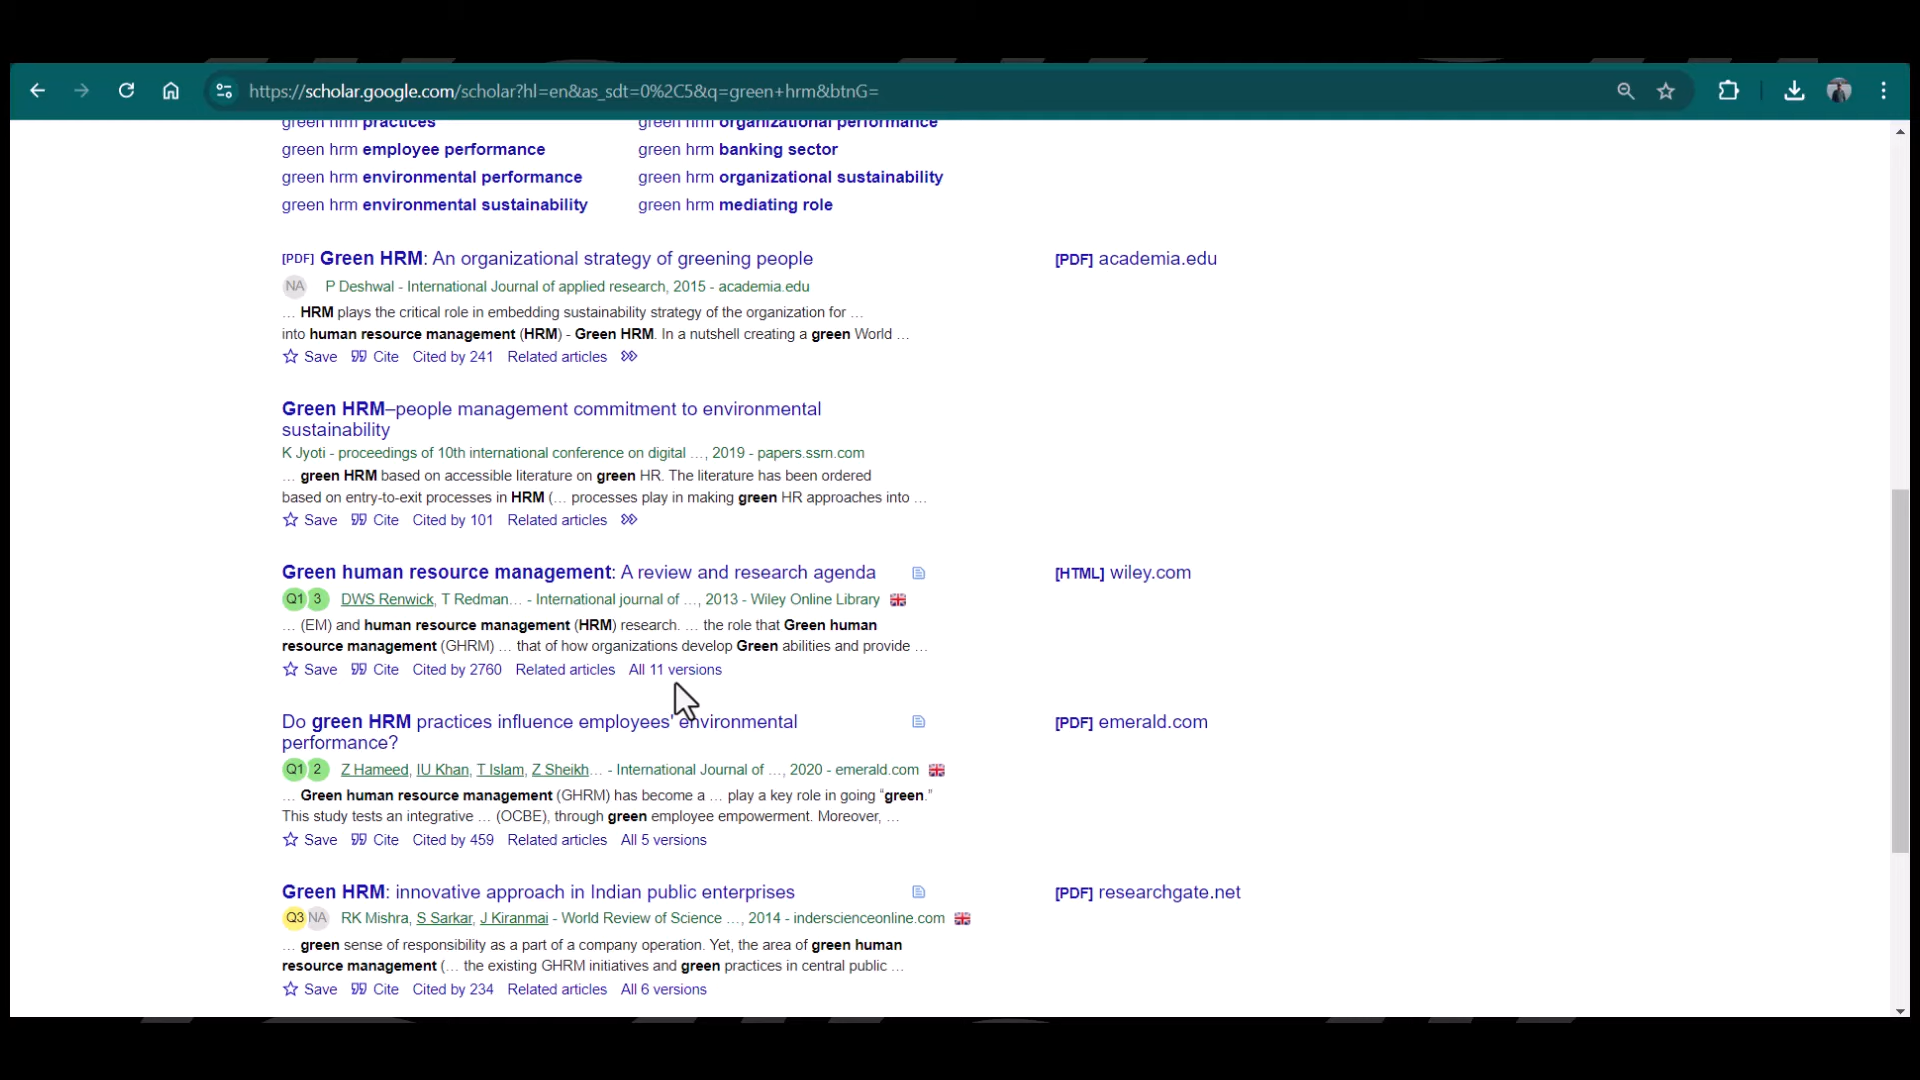 https://scholar.google.com/scholar?hl=en&as_sdt=0%2C5&q=green+hrm&btnG=
green hrm practices green hrm organizational performance
green hrm employee performance green hrm banking sector
green hrm environmental performance green hrm organizational sustainability
green hrm environmental sustainability green hrm mediating role
[PDF] Green HRM: An organizational strategy of greening people [PDF] academia.edu
NA P Deshwal - International Journal of applied research, 2015 - academia.edu
… HRM plays the critical role in embedding sustainability strategy of the organization for …
into human resource management (HRM) - Green HRM. In a nutshell creating a green World …
Save Cite Cited by 241 Related articles
Green HRM–people management commitment to environmental
sustainability
K Jyoti - proceedings of 10th international conference on digital …, 2019 - papers.ssrn.com
… green HRM based on accessible literature on green HR. The literature has been ordered
based on entry-to-exit processes in HRM (… processes play in making green HR approaches into …
Save Cite Cited by 101 Related articles
Green human resource management: A review and research agenda [HTML] wiley.com
Q1 3 DWS Renwick, T Redman… - International journal of …, 2013 - Wiley Online Library
… (EM) and human resource management (HRM) research. … the role that Green human
resource management (GHRM) … that of how organizations develop Green abilities and provide …
Save Cite Cited by 2760 Related articles All 11 versions
Do green HRM practices influence employees' environmental [PDF] emerald.com
performance?
Q1 2 Z Hameed, IU Khan, T Islam, Z Sheikh… - International Journal of …, 2020 - emerald.com
… Green human resource management (GHRM) has become a … play a key role in going “green.”
This study tests an integrative … (OCBE), through green employee empowerment. Moreover, …
Save Cite Cited by 459 Related articles All 5 versions
Green HRM: innovative approach in Indian public enterprises [PDF] researchgate.net
Q3 NA RK Mishra, S Sarkar, J Kiranmai - World Review of Science …, 2014 - inderscienceonline.com
… green sense of responsibility as a part of a company operation. Yet, the area of green human
resource management (… the existing GHRM initiatives and green practices in central public …
Save Cite Cited by 234 Related articles All 6 versions